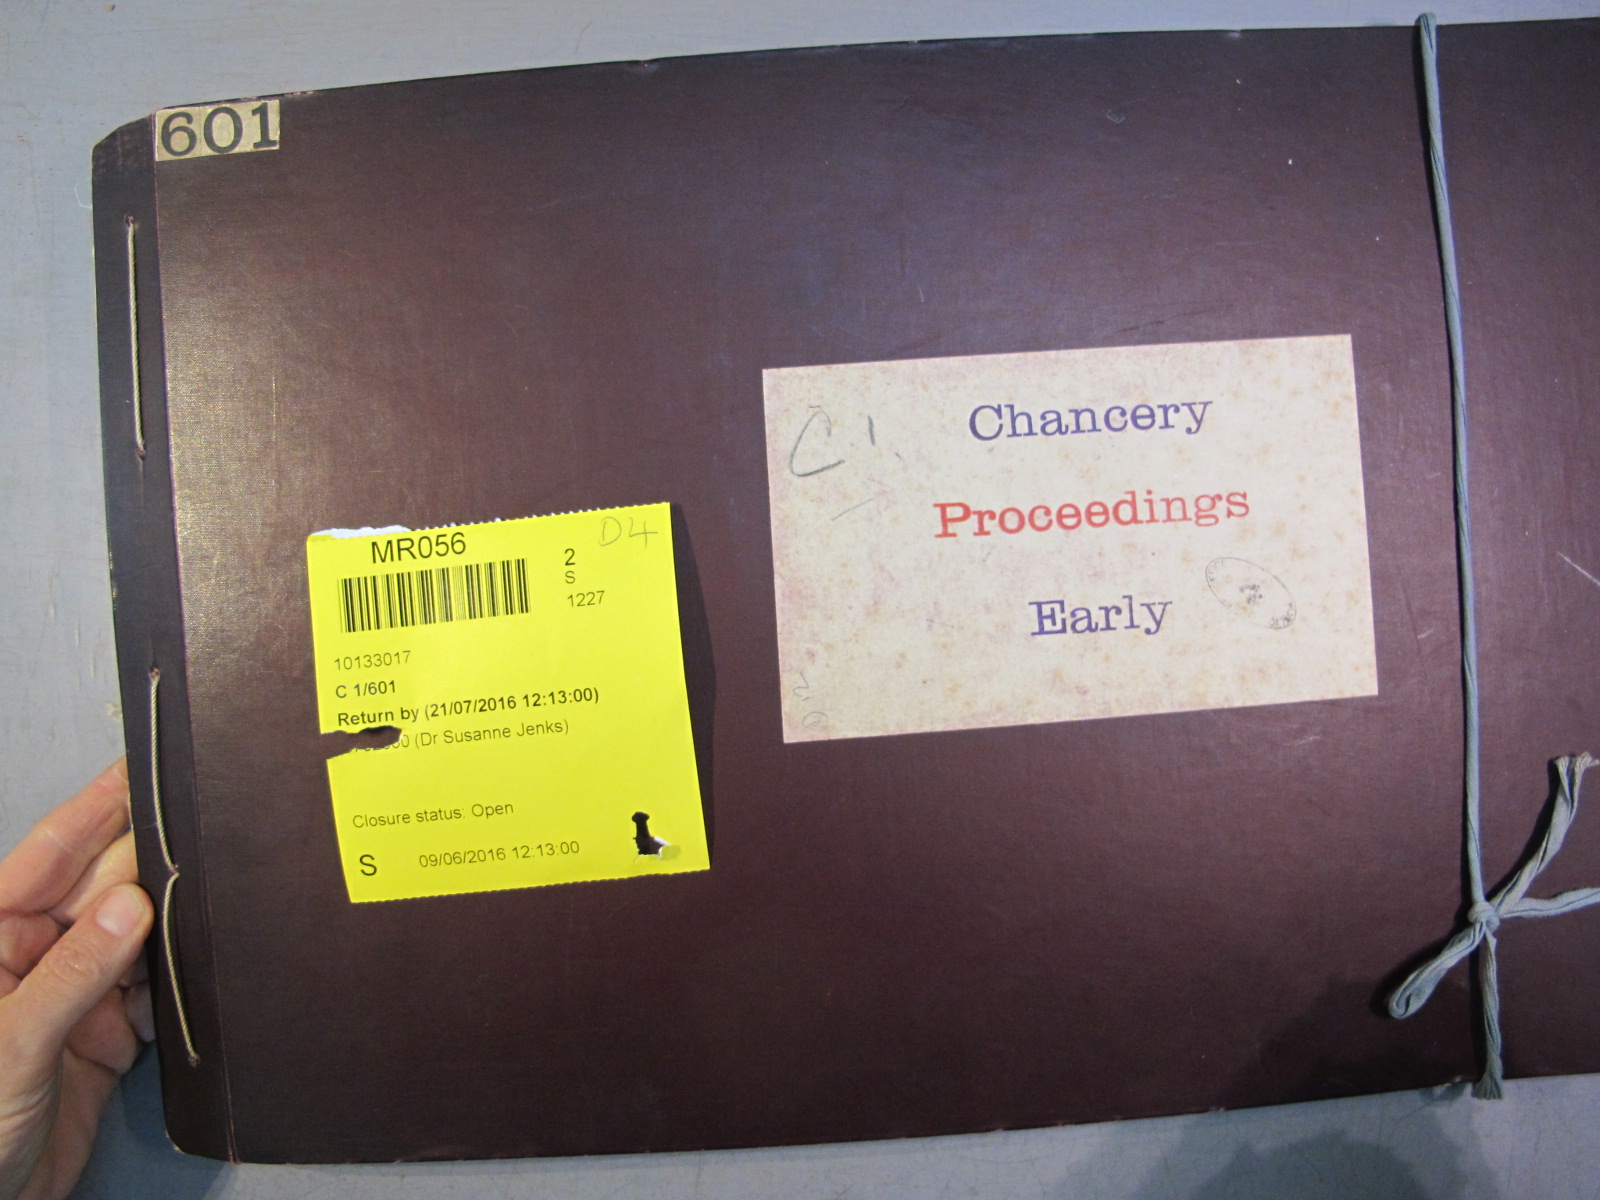 601
MR056
D4
2
S
1227
10133017
C 1/601
Return by (21/07/2016 12:13:00)
(Dr Susanne Jenks)
Closure status: Open
S 09/06/2016 12:13:00
C 1
Chancery
Proceedings
Early